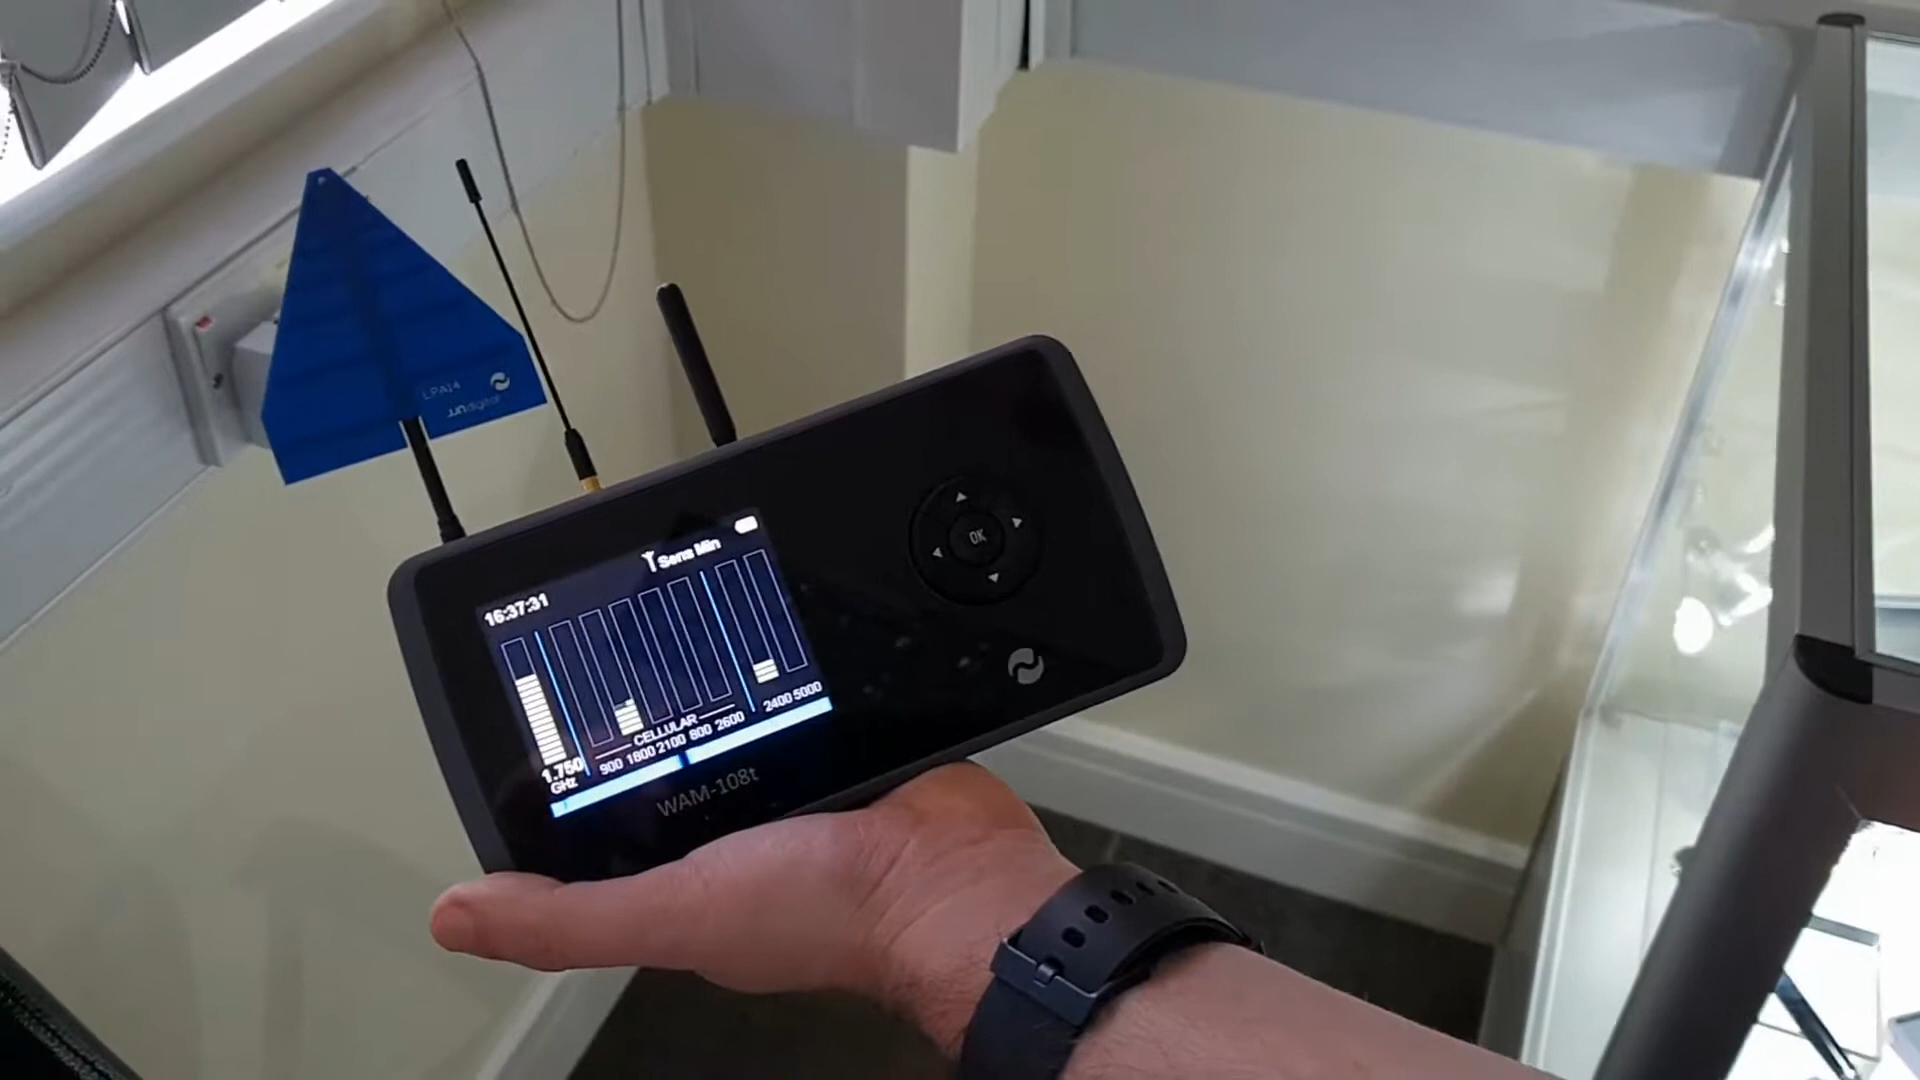 LPA14
JJNdigital
OK
Sens Min
16:37:31
CELLULAR
1.750 900 1800 2100 800 2600 2400 5000
GHz
WAM-108t